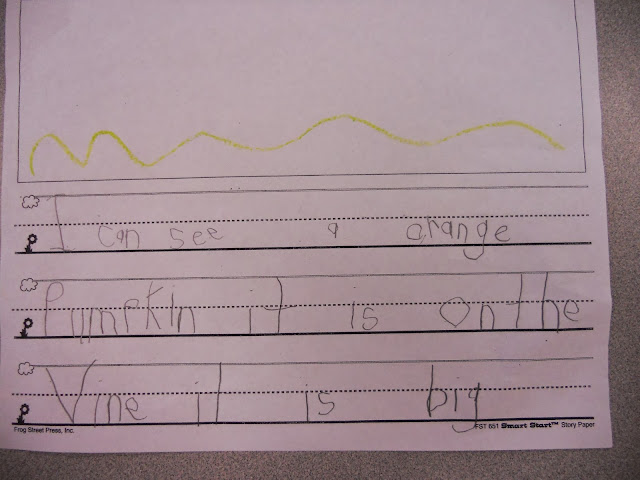 I can see a orange
Pumpkin it is on the
Vine it is big
Frog Street Press, Inc. FST 651 Smart Start™ Story Paper